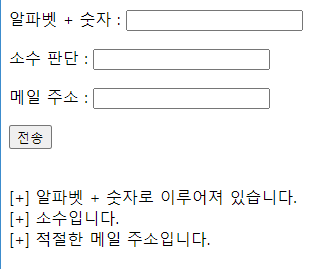 알파벳 + 숫자 :
소수 판단 :
메일 주소 :
전송
[+] 알파벳 + 숫자로 이루어져 있습니다.
[+] 소수입니다.
[+] 적절한 메일 주소입니다.